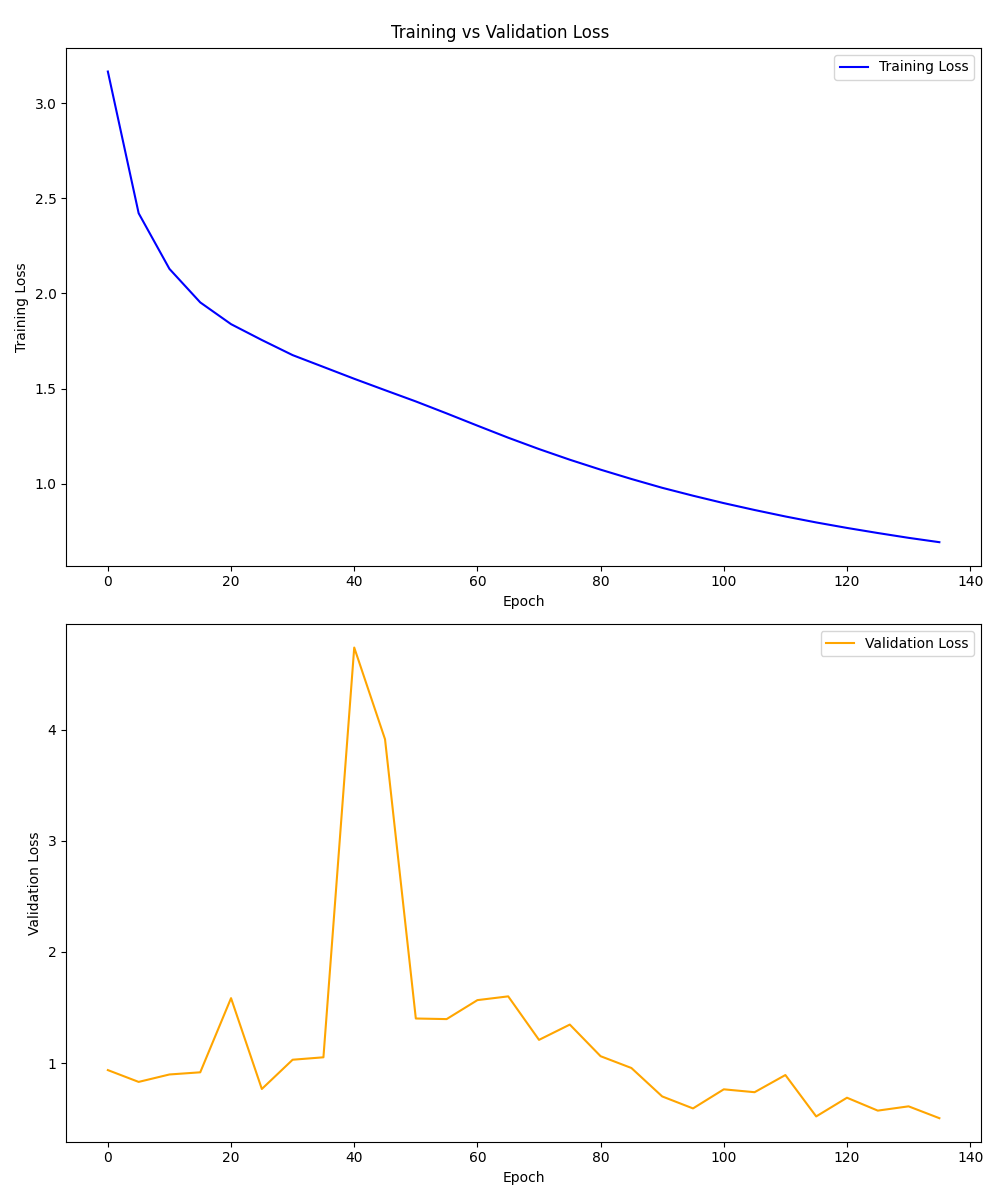 Training vs Validation Loss
Training Loss
Training Loss
3.0
2.5
2.0
1.5
1.0
0 20 40 60 80 100 120 140
Epoch
Validation Loss
Validation Loss
4
3
2
1
0 20 40 60 80 100 120 140
Epoch